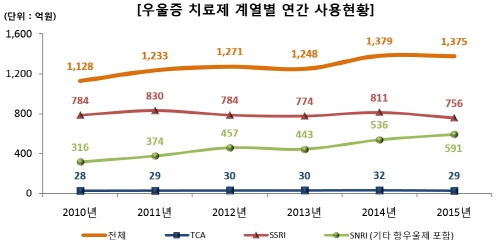 [우울증 치료제 계열별 연간 사용현황]
(단위 : 억원)
1,600
1,200
800
400
0
1,128 1,233 1,271 1,248 1,379 1,375
784 830 784 774 811 756
316 374 457 443 536 591
28 29 30 30 32 29
2010년 2011년 2012년 2013년 2014년 2015년
전체 TCA SSRI SNRI (기타 항우울제 포함)